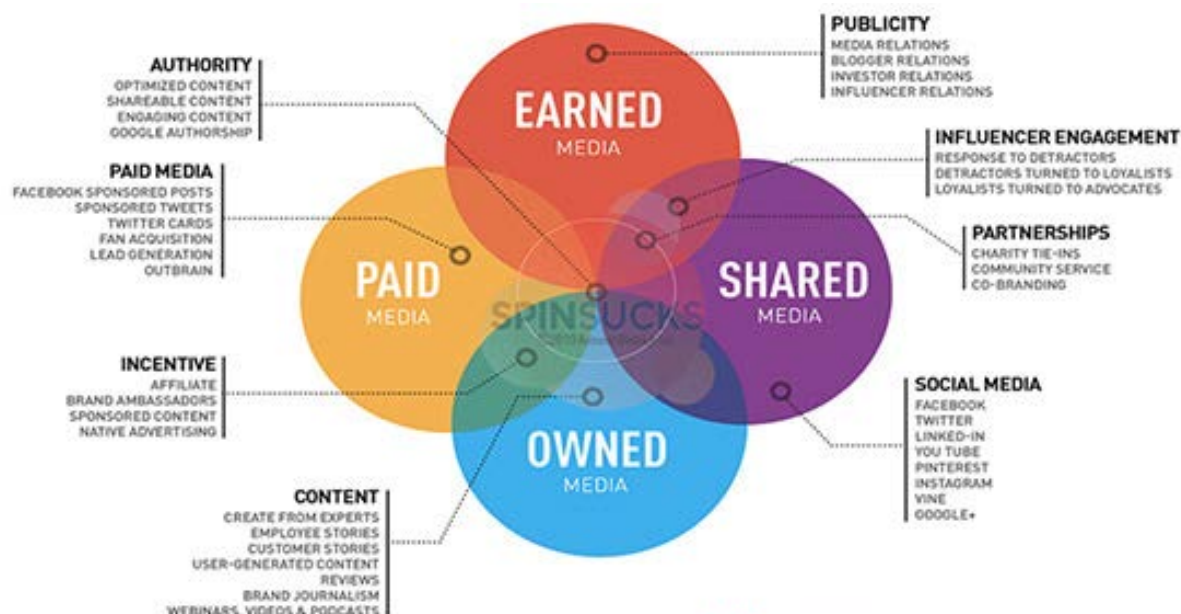 PUBLICITY
MEDIA RELATIONS
BLOGGER RELATIONS
INVESTOR RELATIONS
INFLUENCER RELATIONS
AUTHORITY
OPTIMIZED CONTENT
SHAREABLE CONTENT
ENGAGING CONTENT
GOOGLE AUTHORSHIP
EARNED
MEDIA
INFLUENCER ENGAGEMENT
RESPONSE TO DETRACTORS
DETRACTORS TURNED TO LOYALISTS
LOYALISTS TURNED TO ADVOCATES
PAID MEDIA
FACEBOOK SPONSORED POSTS
SPONSORED TWEETS
TWITTER CARDS
FAN ACQUISITION
LEAD GENERATION
OUTBRAIN
PARTNERSHIPS
CHARITY TIE-INS
COMMUNITY SERVICE
CO-BRANDING
PAID
MEDIA
SHARED
MEDIA
SPINSUCKS
INCENTIVE
AFFILIATE
BRAND AMBASSADORS
SPONSORED CONTENT
NATIVE ADVERTISING
SOCIAL MEDIA
FACEBOOK
TWITTER
LINKED-IN
YOU TUBE
PINTEREST
INSTAGRAM
VINE
GOOGLE+
OWNED
MEDIA
CONTENT
CREATE FROM EXPERTS
EMPLOYEE STORIES
CUSTOMER STORIES
USER-GENERATED CONTENT
REVIEWS
BRAND JOURNALISM
WEBINARS, VIDEOS & PODCASTS